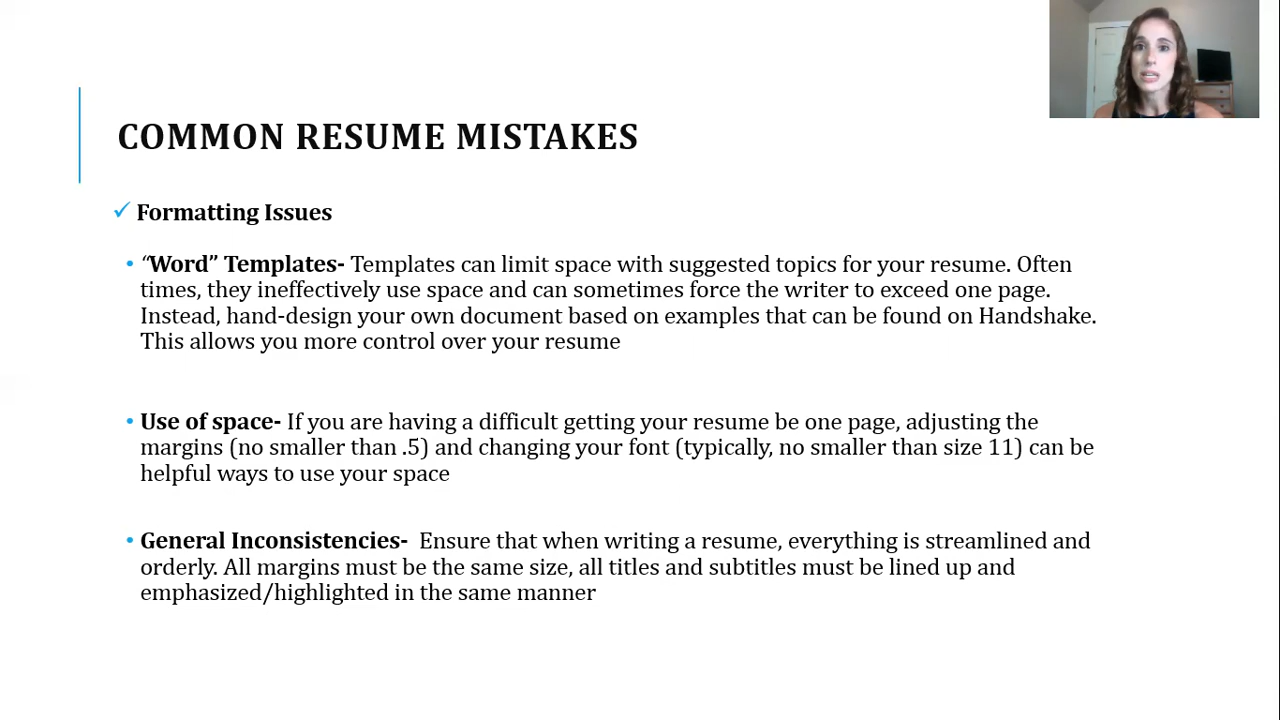 COMMON RESUME MISTAKES
✓ Formatting Issues
• “Word” Templates- Templates can limit space with suggested topics for your resume. Often
times, they ineffectively use space and can sometimes force the writer to exceed one page.
Instead, hand-design your own document based on examples that can be found on Handshake.
This allows you more control over your resume
• Use of space- If you are having a difficult getting your resume be one page, adjusting the
margins (no smaller than .5) and changing your font (typically, no smaller than size 11) can be
helpful ways to use your space
• General Inconsistencies- Ensure that when writing a resume, everything is streamlined and
orderly. All margins must be the same size, all titles and subtitles must be lined up and
emphasized/highlighted in the same manner